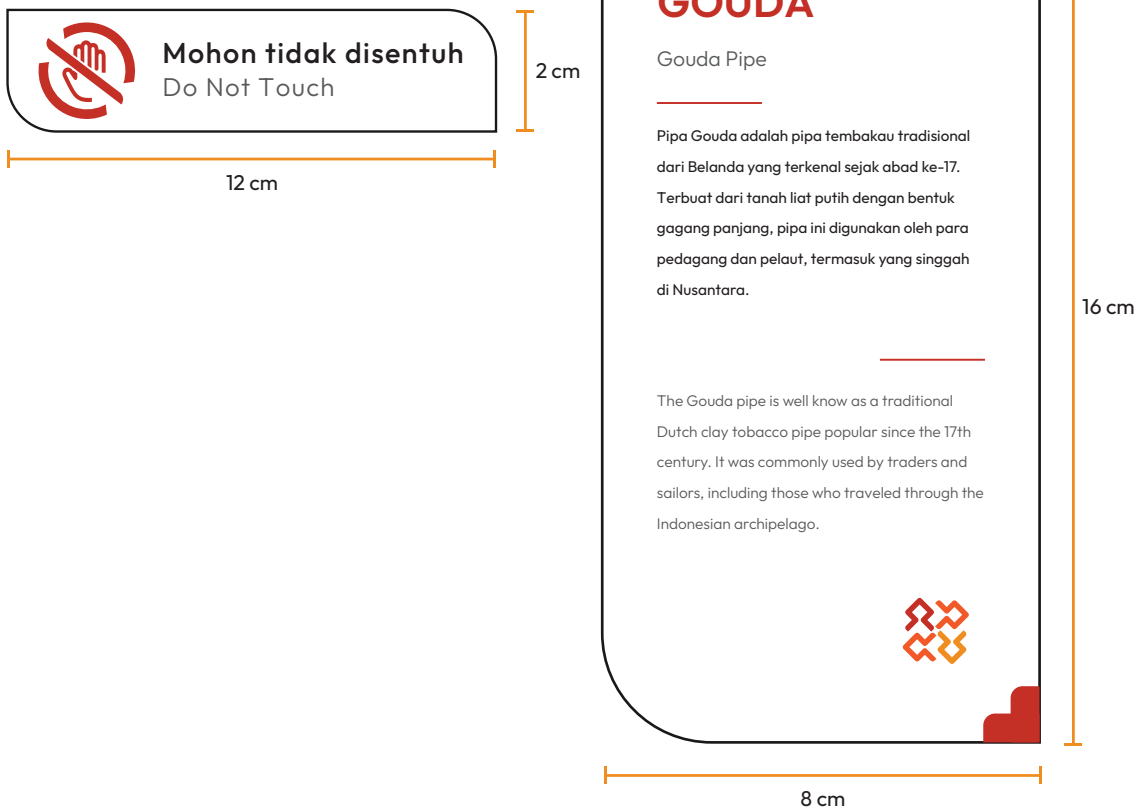 Mohon tidak disentuh
Do Not Touch
2 cm
12 cm
GOUDA
Gouda Pipe
Pipa Gouda adalah pipa tembakau tradisional
dari Belanda yang terkenal sejak abad ke-17.
Terbuat dari tanah liat putih dengan bentuk
gagang panjang, pipa ini digunakan oleh para
pedagang dan pelaut, termasuk yang singgah
di Nusantara.
The Gouda pipe is well know as a traditional
Dutch clay tobacco pipe popular since the 17th
century. It was commonly used by traders and
sailors, including those who traveled through the
Indonesian archipelago.
16 cm
8 cm